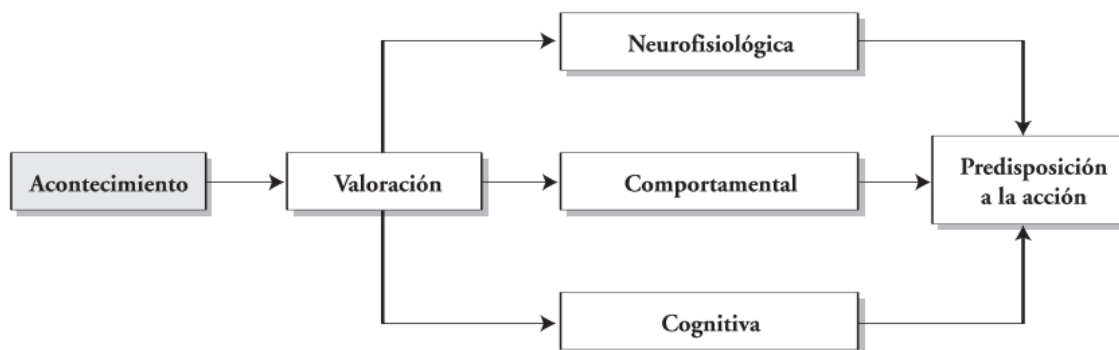 Neurofisiológica
Acontecimiento
Valoración
Comportamental
Predisposición
a la acción
Cognitiva